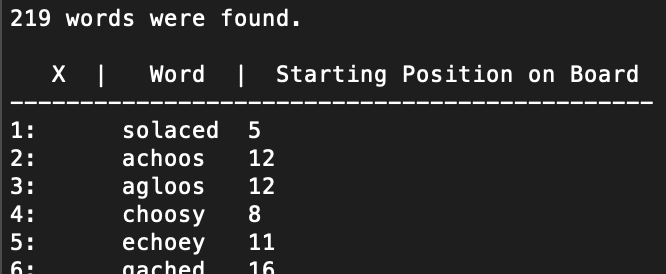 219 words were found.
X | Word | Starting Position on Board
-----------------------------------------------
1: solaced 5
2: achoos 12
3: agloos 12
4: choosy 8
5: echoey 11
6: gached 16